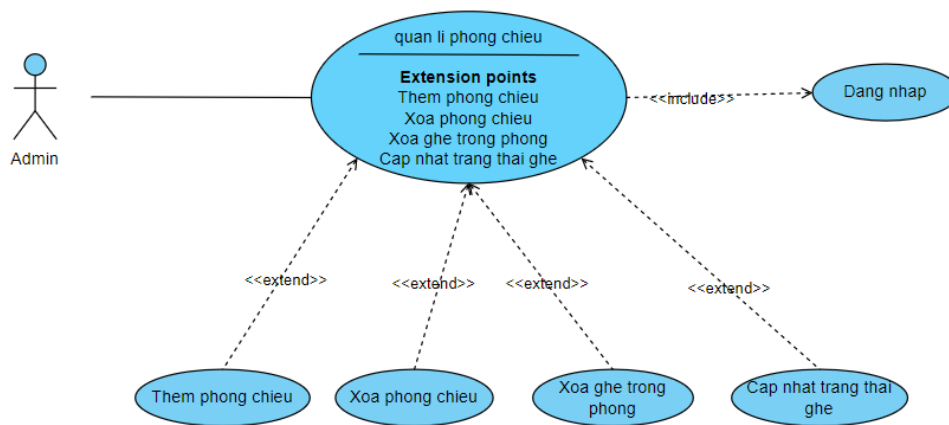 quan li phong chieu
Extension points
Them phong chieu
Xoa phong chieu
Xoa ghe trong phong
Cap nhat trang thai ghe
Admin
<<include>>
Dang nhap
<<extend>>
<<extend>>
<<extend>>
<<extend>>
Them phong chieu
Xoa phong chieu
Xoa ghe trong
phong
Cap nhat trang thai
ghe